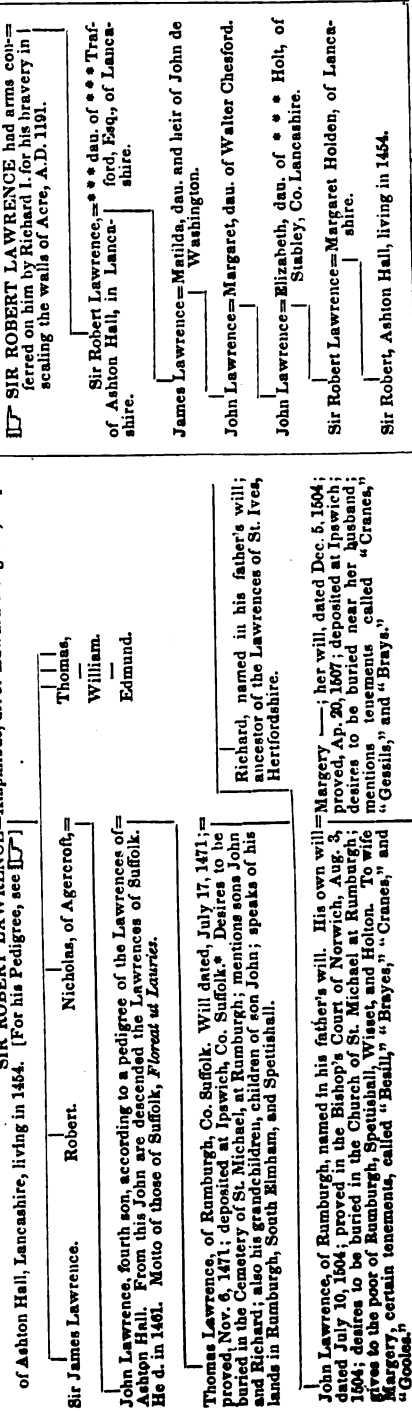 SIR ROBERT LAWRENCE=
of Ashton Hall, Lancashire, living in 1454. [For his Pedigree, see ☞]
Sir James Lawrence.
Robert.
Nicholas, of Agercroft,=
Thomas,
William.
Edmund.
John Lawrence, fourth son, according to a pedigree of the Lawrences of=
Ashton Hall. From this John are descended the Lawrences of Suffolk.
He d. in 1461. Motto of those of Suffolk, Floreat ut Lauries.
Thomas Lawrence, of Rumburgh, Co. Suffolk. Will dated, July 17, 1471;=
proved, Nov. 6, 1471; deposited at Ipswich, Co. Suffolk.* Desires to be
buried in the Cemetery of St. Michael, at Rumburgh; mentions sons John
and Richard; also his grandchildren, children of son John; speaks of his
lands in Rumburgh, South Elmham, and Spettishall.
Richard, named in his father's will;
ancestor of the Lawrences of St. Ives,
Hertfordshire.
John Lawrence, of Rumburgh, named in his father's will. His own will=
dated July 10, 1504; proved in the Bishop's Court of Norwich, Aug. 3,
1504; desires to be buried in the Church of St. Michael at Rumburgh;
gives to the poor of Rumburgh, Spettishall, Wisset, and Holton. To wife
Margery, certain tenements, called "Besill," "Brayes," "Cranes," and
"Gooles."
Margery —; her will, dated Dec. 5, 1504;
proved, Ap. 20, 1507; deposited at Ipswich;
desires to be buried near her husband;
mentions tenements called "Cranes,"
"Gessils," and "Brays."
☞ SIR ROBERT LAWRENCE had arms con-=
ferred on him by Richard I. for his bravery in
scaling the walls of Acre, A.D. 1191.
Sir Robert Lawrence,=* * * dau. of * * * Traf-
of Ashton Hall, in Lanca- ford, Esq., of Lanca-
shire. shire.
James Lawrence=Matilda, dau. and heir of John de
Washington.
John Lawrence=Margaret, dau. of Walter Chesford.
John Lawrence=Elizabeth, dau. of * * * Holt, of
Stabley, Co. Lancashire.
Sir Robert Lawrence=Margaret Holden, of Lanca-
shire.
Sir Robert, Ashton Hall, living in 1454.